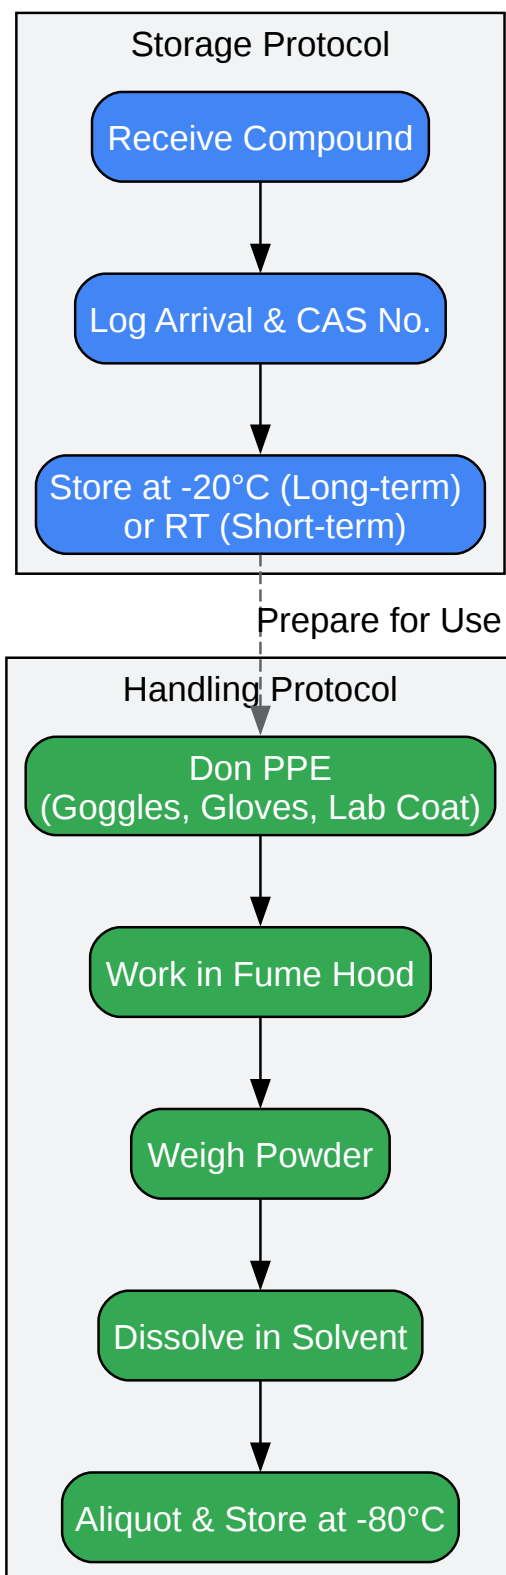 Storage Protocol
Receive Compound
Log Arrival & CAS No.
Store at -20°C (Long-term)
or RT (Short-term)
Prepare for Use
Handling Protocol
Don PPE
(Goggles, Gloves, Lab Coat)
Work in Fume Hood
Weigh Powder
Dissolve in Solvent
Aliquot & Store at -80°C